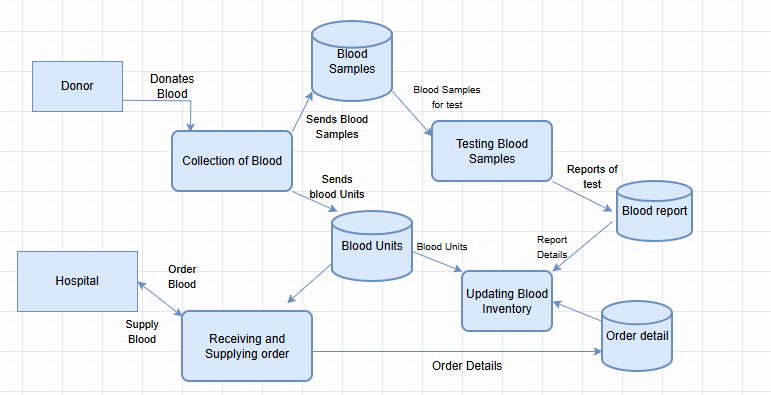 Blood
Samples
Donor
Donates
Blood
Blood Samples
for test
Sends Blood
Samples
Testing Blood
Samples
Collection of Blood
Reports of
test
Sends
blood Units
Blood report
Blood Units
Blood Units
Report
Details
Hospital
Order
Blood
Updating Blood
Inventory
Supply
Blood
Receiving and
Supplying order
Order detail
Order Details